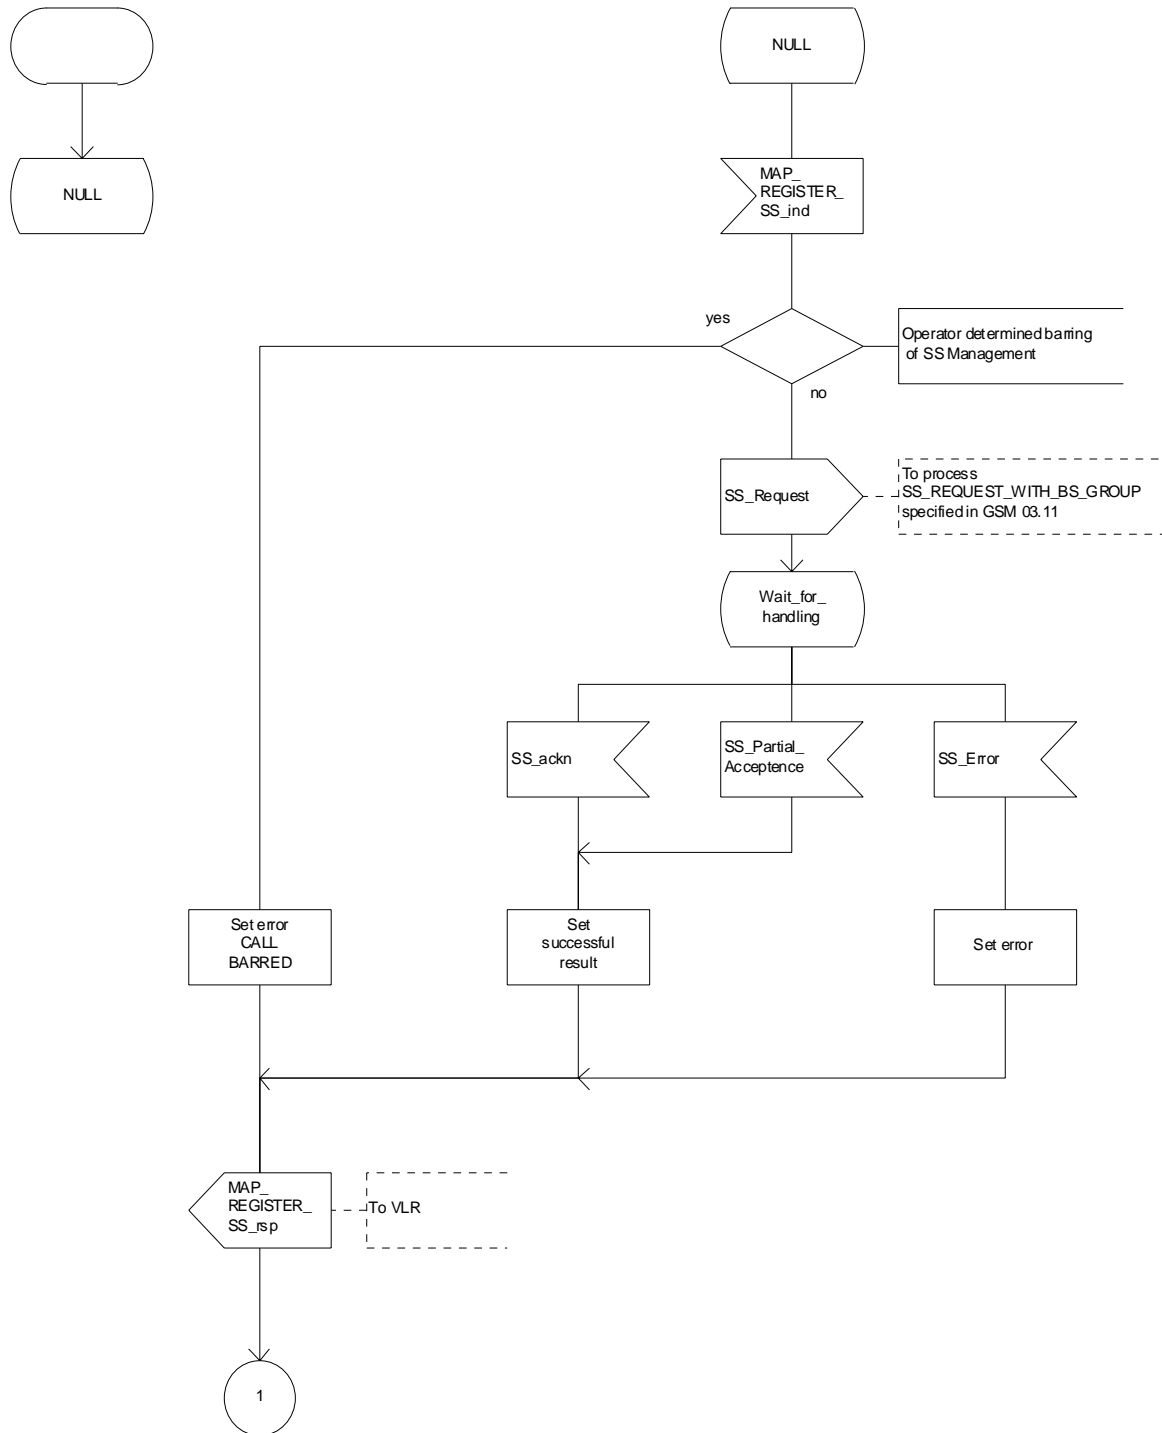 NULL
NULL
MAP_
REGISTER_
SS_ind
yes
Operator determined barring
of SS Management
no
SS_Request
To process
SS_REQUEST_WITH_BS_GROUP
specified in GSM 03.11
Wait_for_
handling
SS_ackn
SS_Partial_
Acceptence
SS_Error
Set error
CALL
BARRED
Set
successful
result
Set error
MAP_
REGISTER_
SS_rsp
To VLR
1